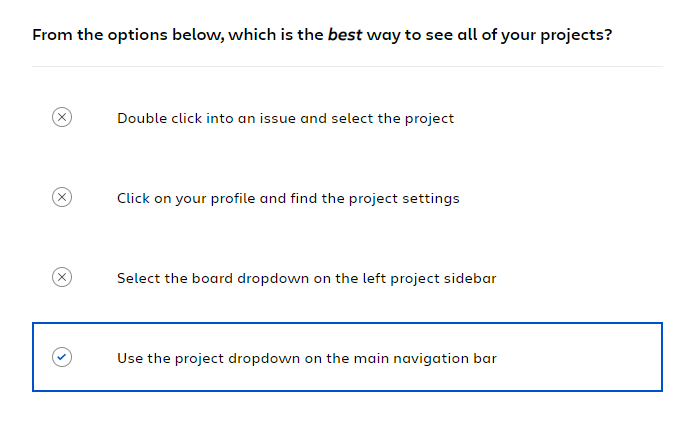 From the options below, which is the best way to see all of your projects?
Double click into an issue and select the project
Click on your profile and find the project settings
Select the board dropdown on the left project sidebar
Use the project dropdown on the main navigation bar